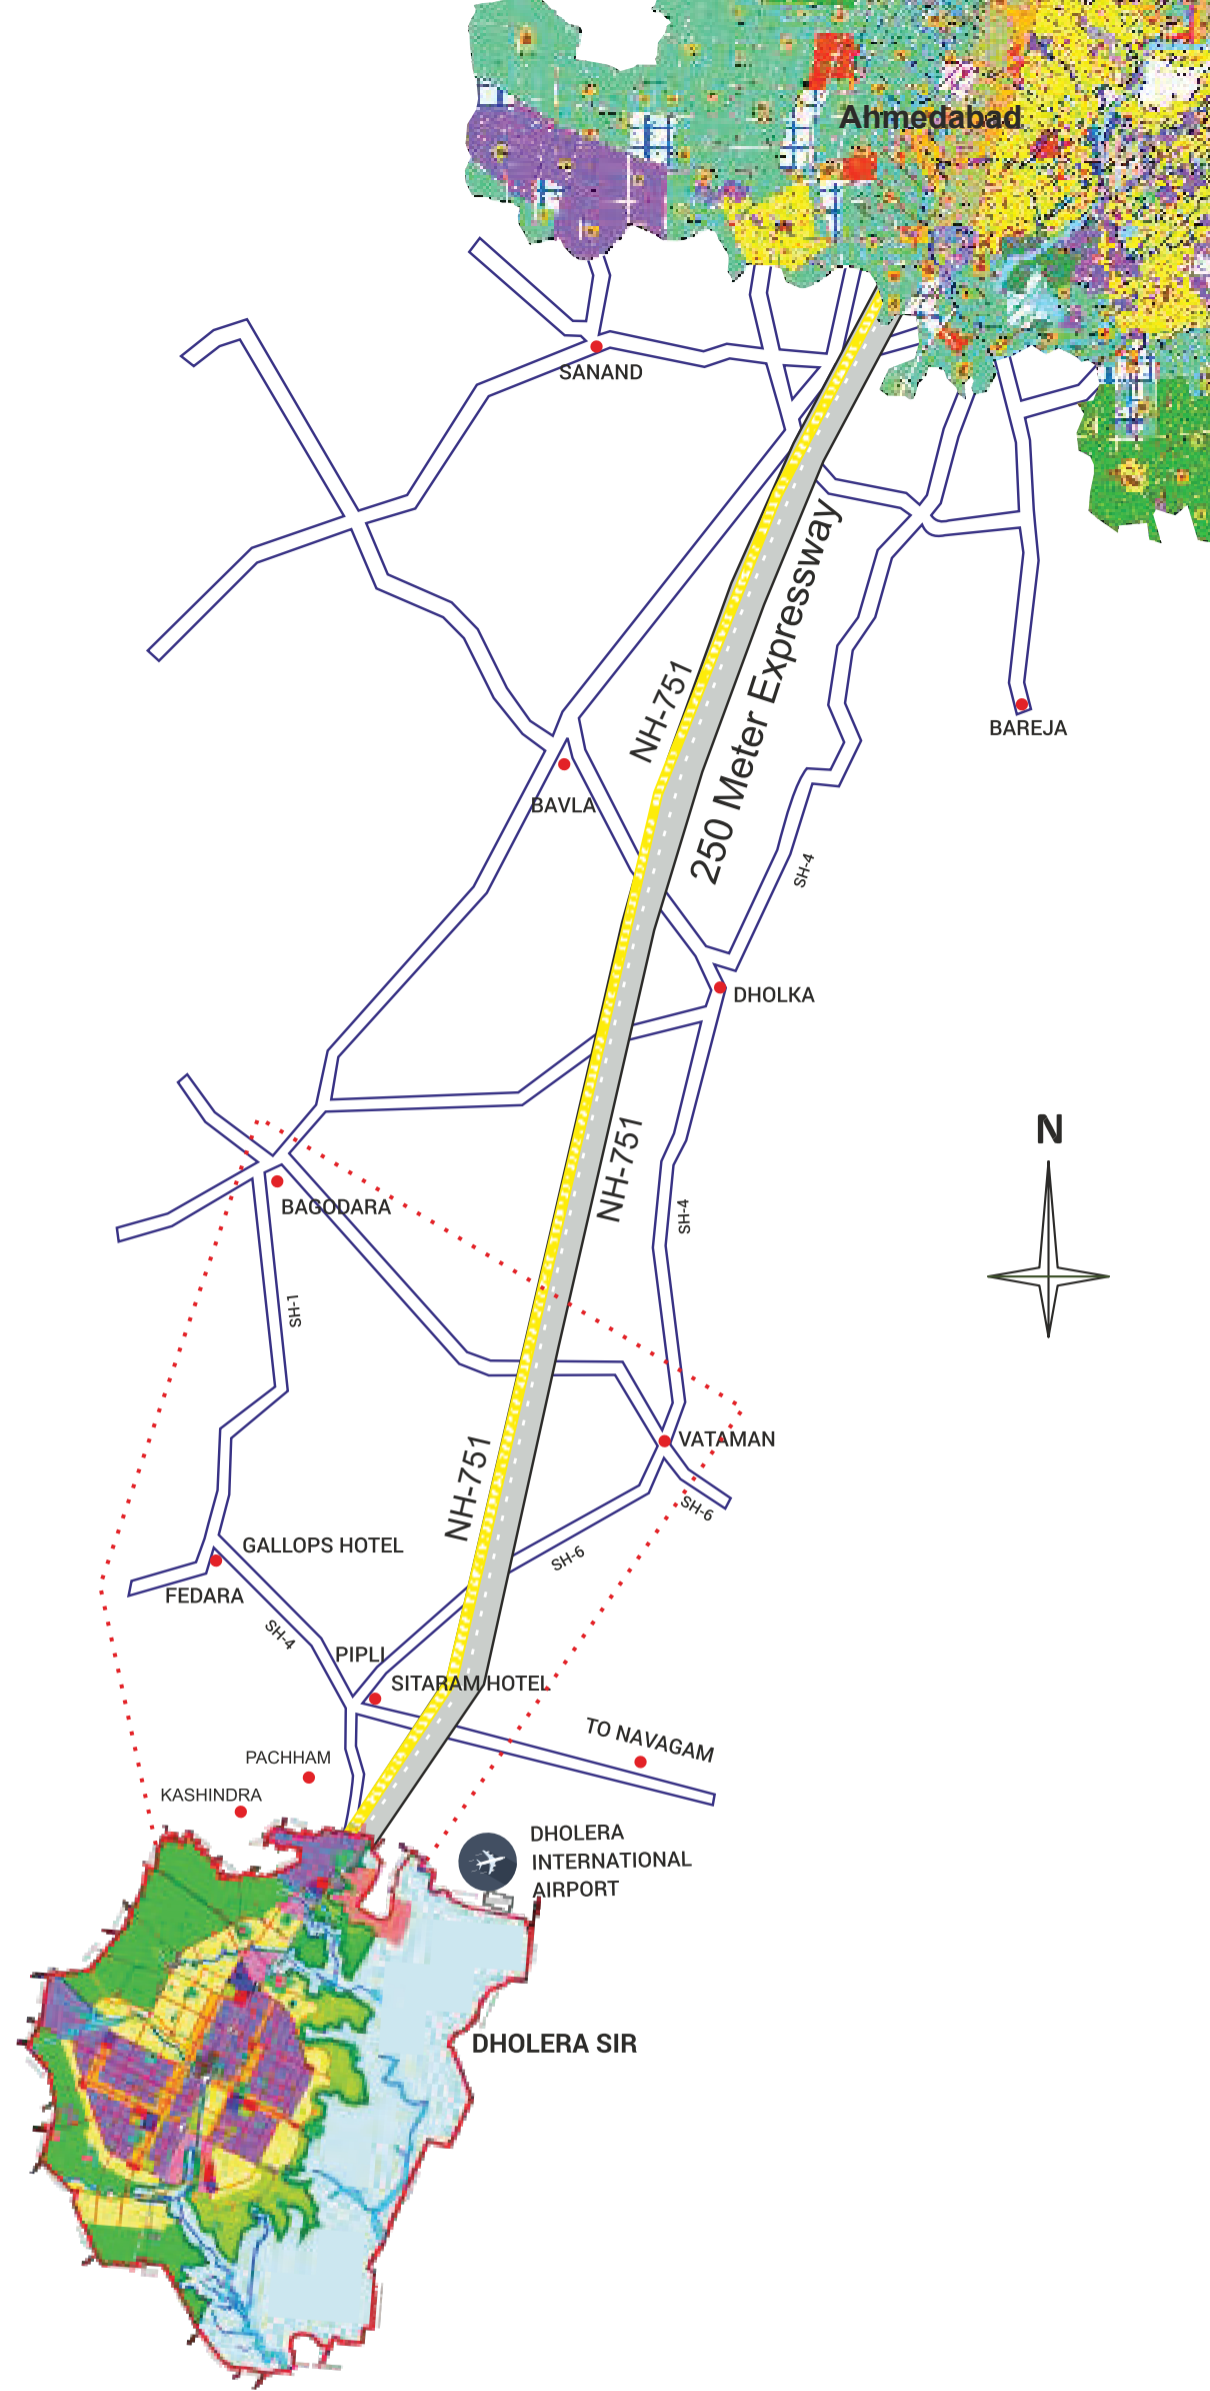 Ahmedabad
SANAND
250 Meter Expressway
NH-751
BAREJA
BAVLA
SH-4
DHOLKA
N
NH-751
BAGODARA
SH-4
SH-1
VATAMAN
NH-751
SH-6
GALLOPS HOTEL
SH-6
FEDARA
SH-4
PIPLI
SITARAM HOTEL
TO NAVAGAM
PACHHAM
KASHINDRA
DHOLERA
INTERNATIONAL
AIRPORT
DHOLERA SIR